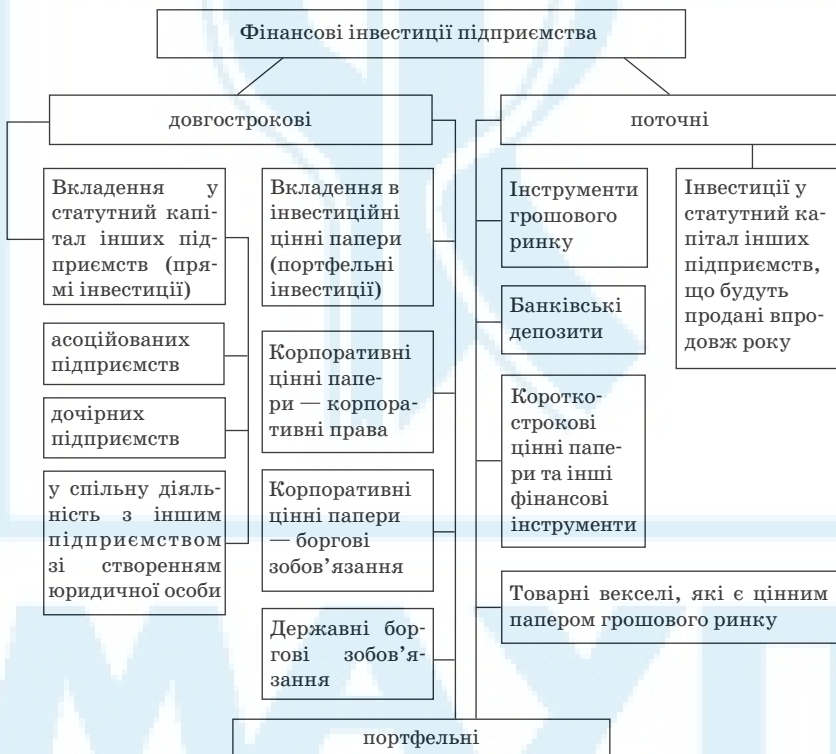 Фінансові інвестиції підприємства
довгострокові
поточні
Вкладення у
статутний капі-
тал інших під-
приємств (пря-
мі інвестиції)
асоційованих
підприємств
дочірних
підприємств
у спільну діяль-
ність з іншим
підприємством
зі створенням
юридичної особи
Вкладення в
інвестиційні
цінні папери
(портфельні
інвестиції)
Корпоративні
цінні папе-
ри — корпора-
тивні права
Корпоративні
цінні папери
— боргові
зобов’язання
Державні бор-
гові зобов’я-
зання
Інструменти
грошового
ринку
Банківські
депозити
Коротко-
строкові
цінні папе-
ри та інші
фінансові
інструменти
Інвестиції у
статутний ка-
пітал інших
підприємств,
що будуть
продані впро-
довж року
Товарні векселі, які є цінним
папером грошового ринку
портфельні
МАУП